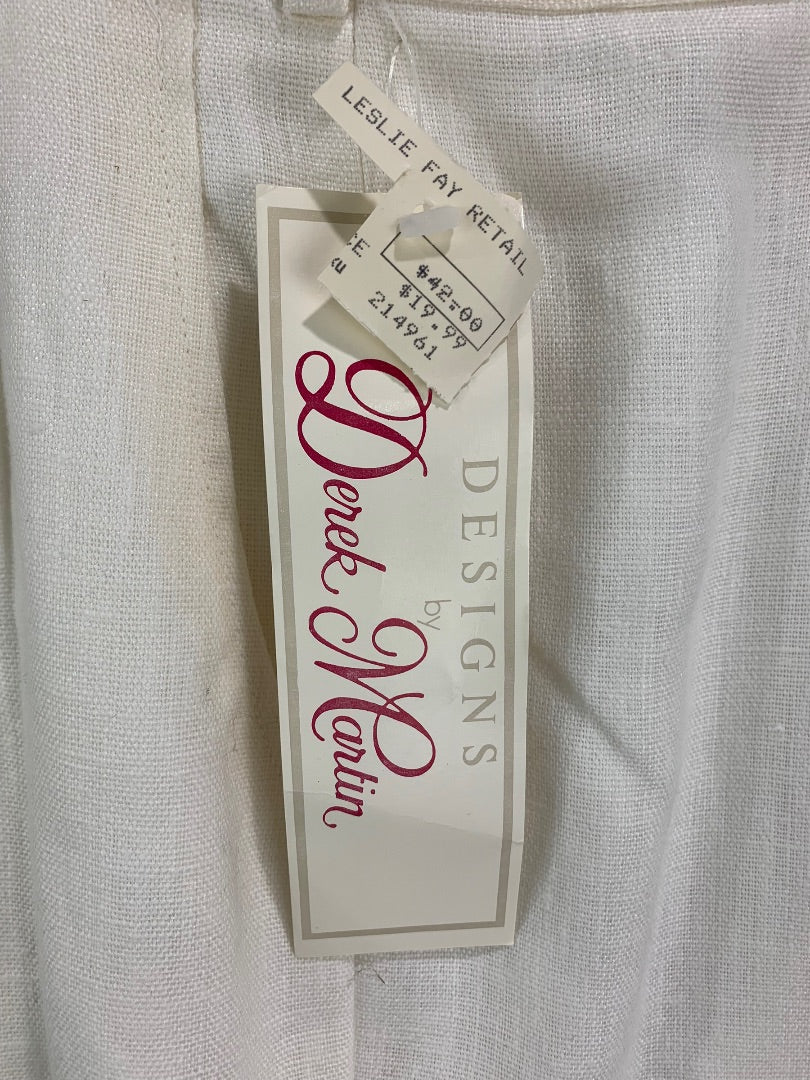 LESLIE FAY RETAIL
$42.00
$19.99
214961
DESIGNS
by
Derek Martin